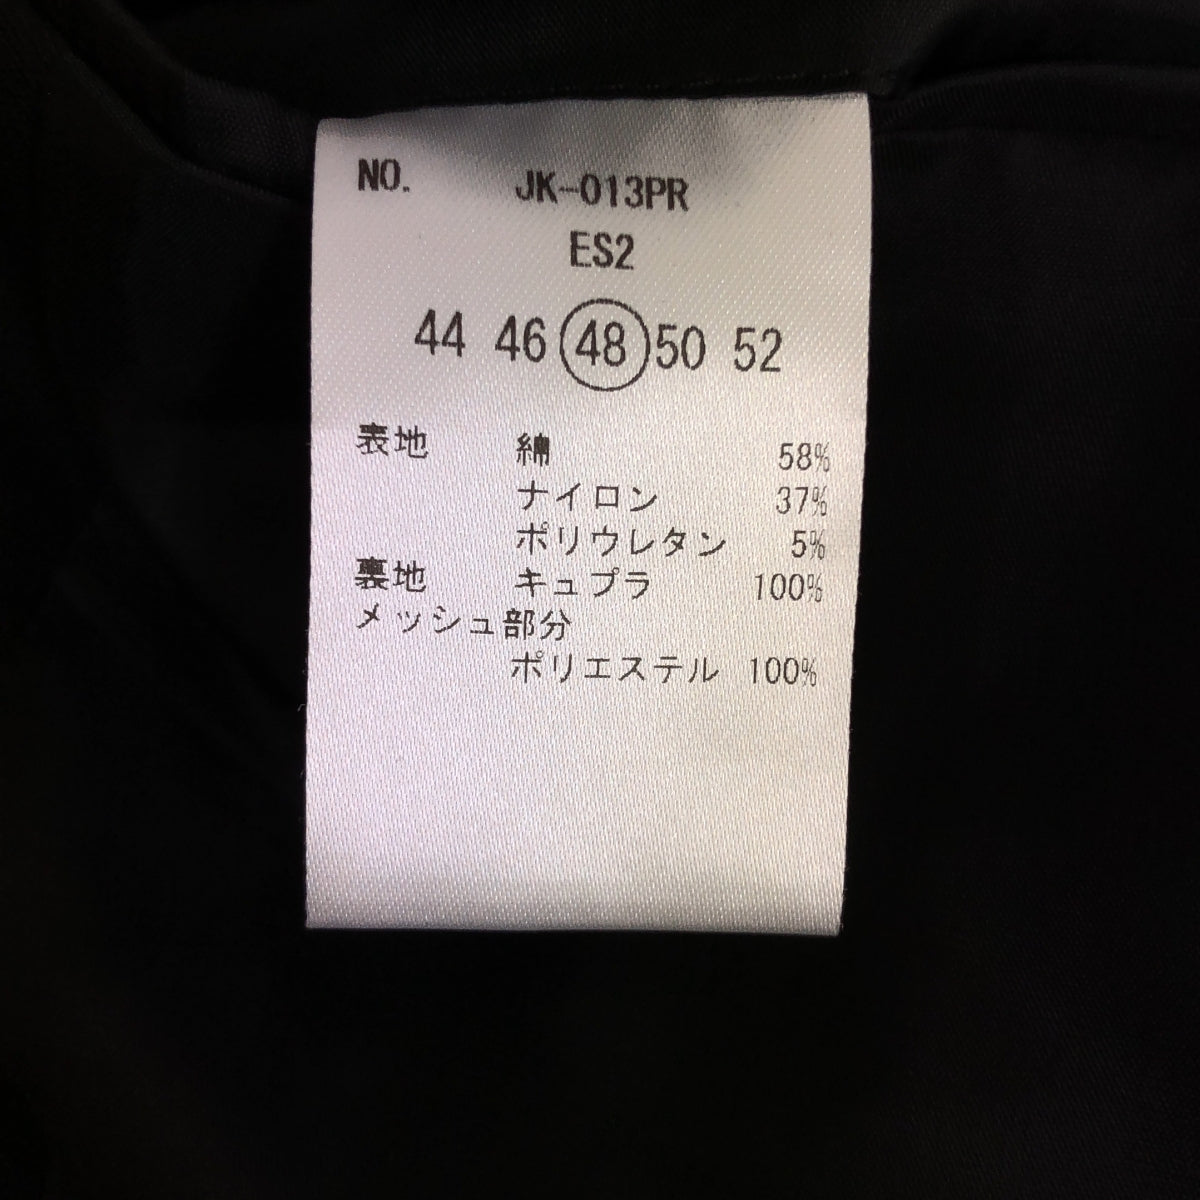 NO. JK-013PR
ES2
44 46 48 50 52
表地 綿 58%
ナイロン 37%
ポリウレタン 5%
裏地 キュプラ 100%
メッシュ部分
ポリエステル 100%